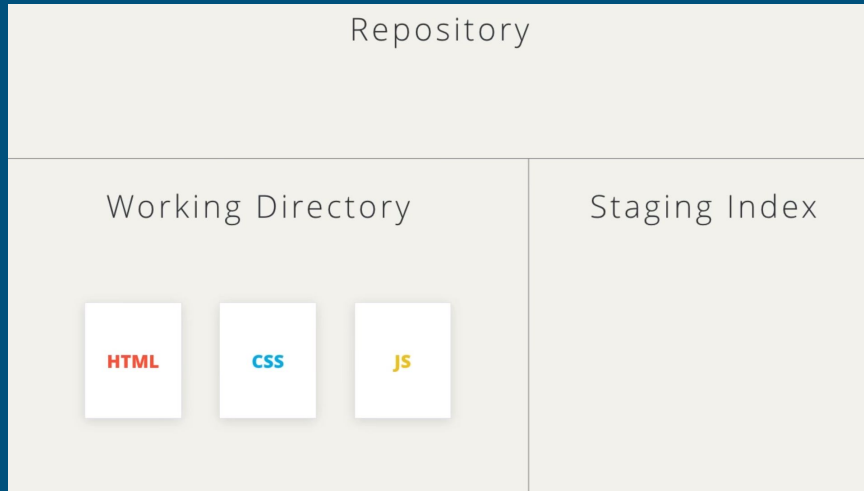 Repository
Working Directory
Staging Index
HTML
CSS
JS